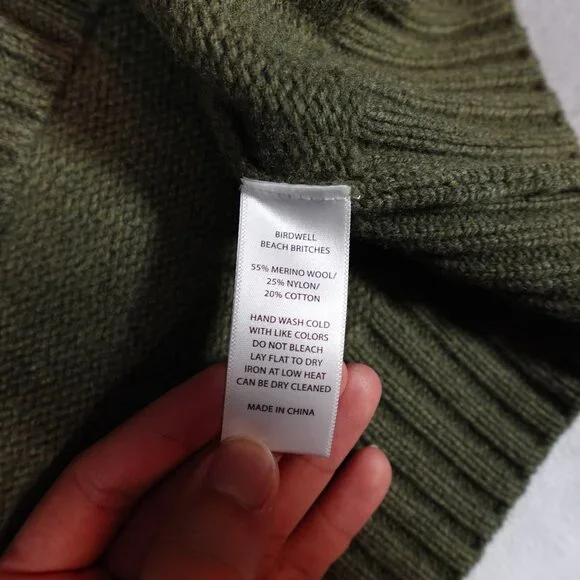 BIRDWELL
BEACH BRITCHES
55% MERINO WOOL/
25% NYLON/
20% COTTON
HAND WASH COLD
WITH LIKE COLORS
DO NOT BLEACH
LAY FLAT TO DRY
IRON AT LOW HEAT
CAN BE DRY CLEANED
MADE IN CHINA